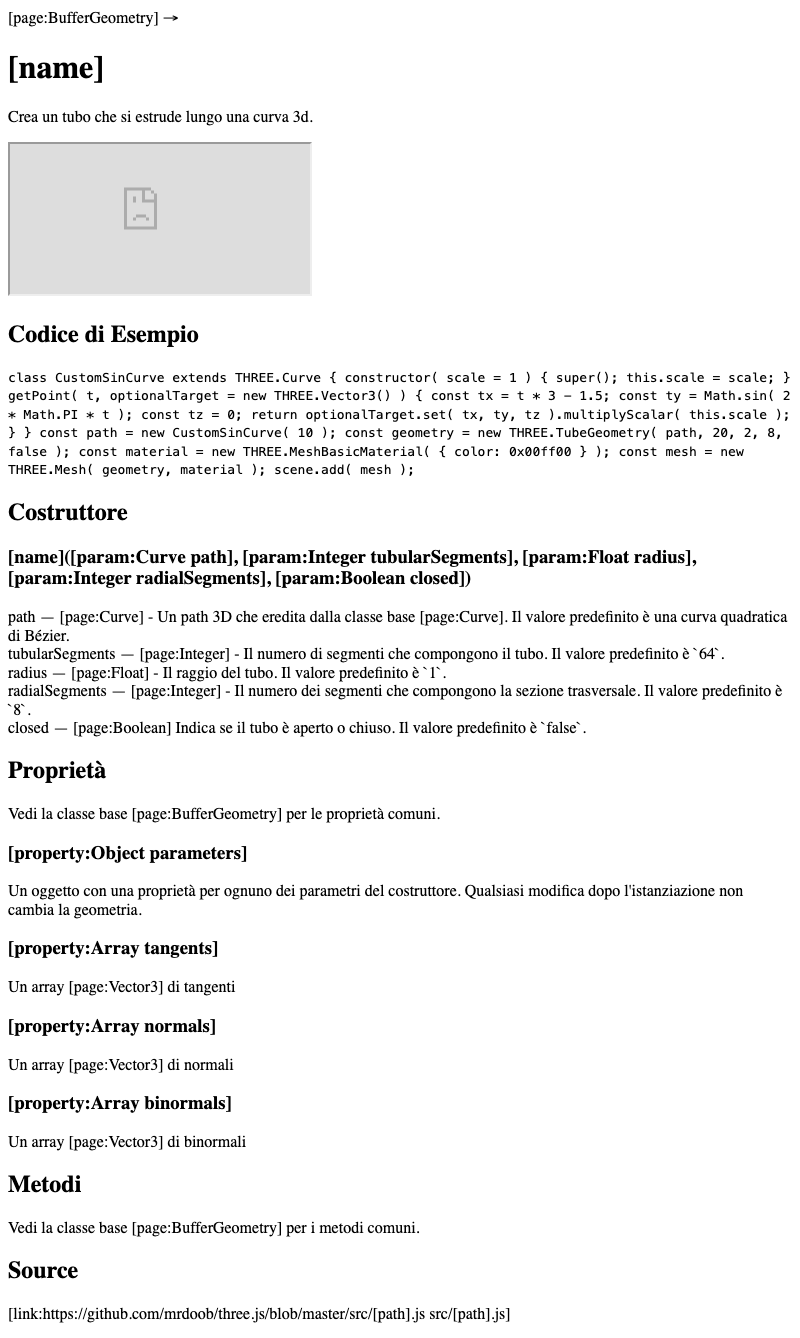 [page:BufferGeometry] →
[name]
Crea un tubo che si estrude lungo una curva 3d.
Codice di Esempio
class CustomSinCurve extends THREE.Curve { constructor( scale = 1 ) { super(); this.scale = scale; }
getPoint( t, optionalTarget = new THREE.Vector3() ) { const tx = t * 3 - 1.5; const ty = Math.sin( 2
* Math.PI * t ); const tz = 0; return optionalTarget.set( tx, ty, tz ).multiplyScalar( this.scale );
} } const path = new CustomSinCurve( 10 ); const geometry = new THREE.TubeGeometry( path, 20, 2, 8,
false ); const material = new THREE.MeshBasicMaterial( { color: 0x00ff00 } ); const mesh = new
THREE.Mesh( geometry, material ); scene.add( mesh );
Costruttore
[name]([param:Curve path], [param:Integer tubularSegments], [param:Float radius],
[param:Integer radialSegments], [param:Boolean closed])
path — [page:Curve] - Un path 3D che eredita dalla classe base [page:Curve]. Il valore predefinito è una curva quadratica
di Bézier.
tubularSegments — [page:Integer] - Il numero di segmenti che compongono il tubo. Il valore predefinito è `64`.
radius — [page:Float] - Il raggio del tubo. Il valore predefinito è `1`.
radialSegments — [page:Integer] - Il numero dei segmenti che compongono la sezione trasversale. Il valore predefinito è
`8`.
closed — [page:Boolean] Indica se il tubo è aperto o chiuso. Il valore predefinito è `false`.
Proprietà
Vedi la classe base [page:BufferGeometry] per le proprietà comuni.
[property:Object parameters]
Un oggetto con una proprietà per ognuno dei parametri del costruttore. Qualsiasi modifica dopo l'istanziazione non
cambia la geometria.
[property:Array tangents]
Un array [page:Vector3] di tangenti
[property:Array normals]
Un array [page:Vector3] di normali
[property:Array binormals]
Un array [page:Vector3] di binormali
Metodi
Vedi la classe base [page:BufferGeometry] per i metodi comuni.
Source
[link:https://github.com/mrdoob/three.js/blob/master/src/[path].js src/[path].js]